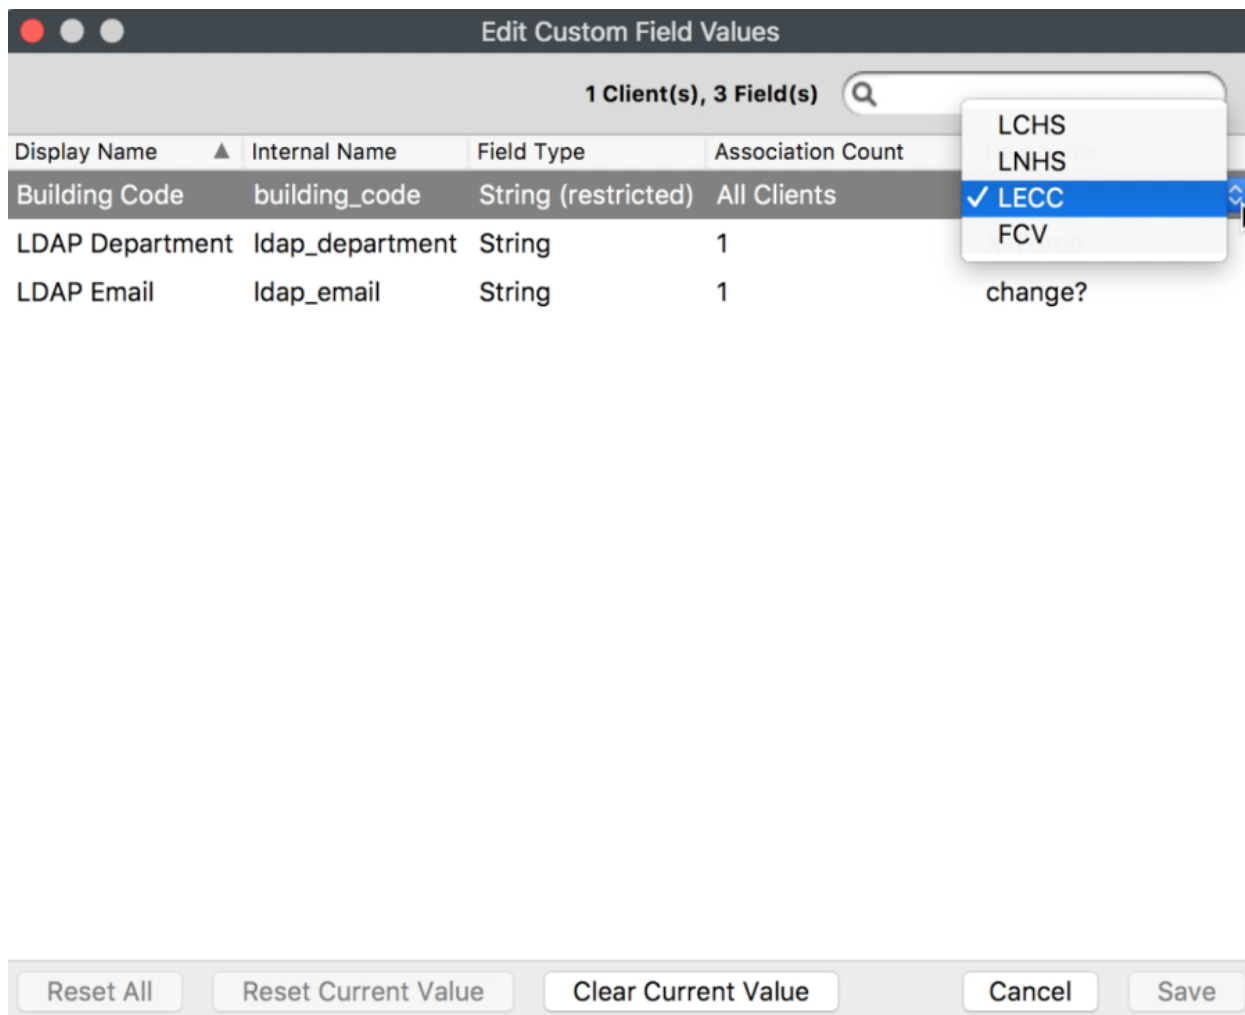 Edit Custom Field Values
1 Client(s), 3 Field(s)
Display Name Internal Name Field Type Association Count
Building Code building_code String (restricted) All Clients
LDAP Department ldap_department String 1
LDAP Email ldap_email String 1 change?
LCHS
LNHS
LECC
FCV
Reset All Reset Current Value Clear Current Value Cancel Save